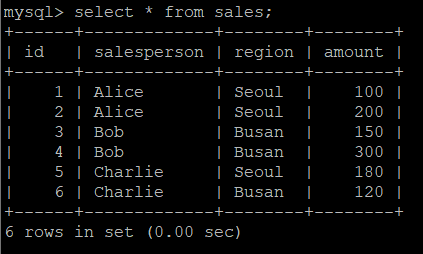 mysql> select * from sales;
+------+-------------+--------+--------+
| id   | salesperson | region | amount |
+------+-------------+--------+--------+
|    1 | Alice       | Seoul  |    100 |
|    2 | Alice       | Seoul  |    200 |
|    3 | Bob         | Busan  |    150 |
|    4 | Bob         | Busan  |    300 |
|    5 | Charlie     | Seoul  |    180 |
|    6 | Charlie     | Busan  |    120 |
+------+-------------+--------+--------+
6 rows in set (0.00 sec)